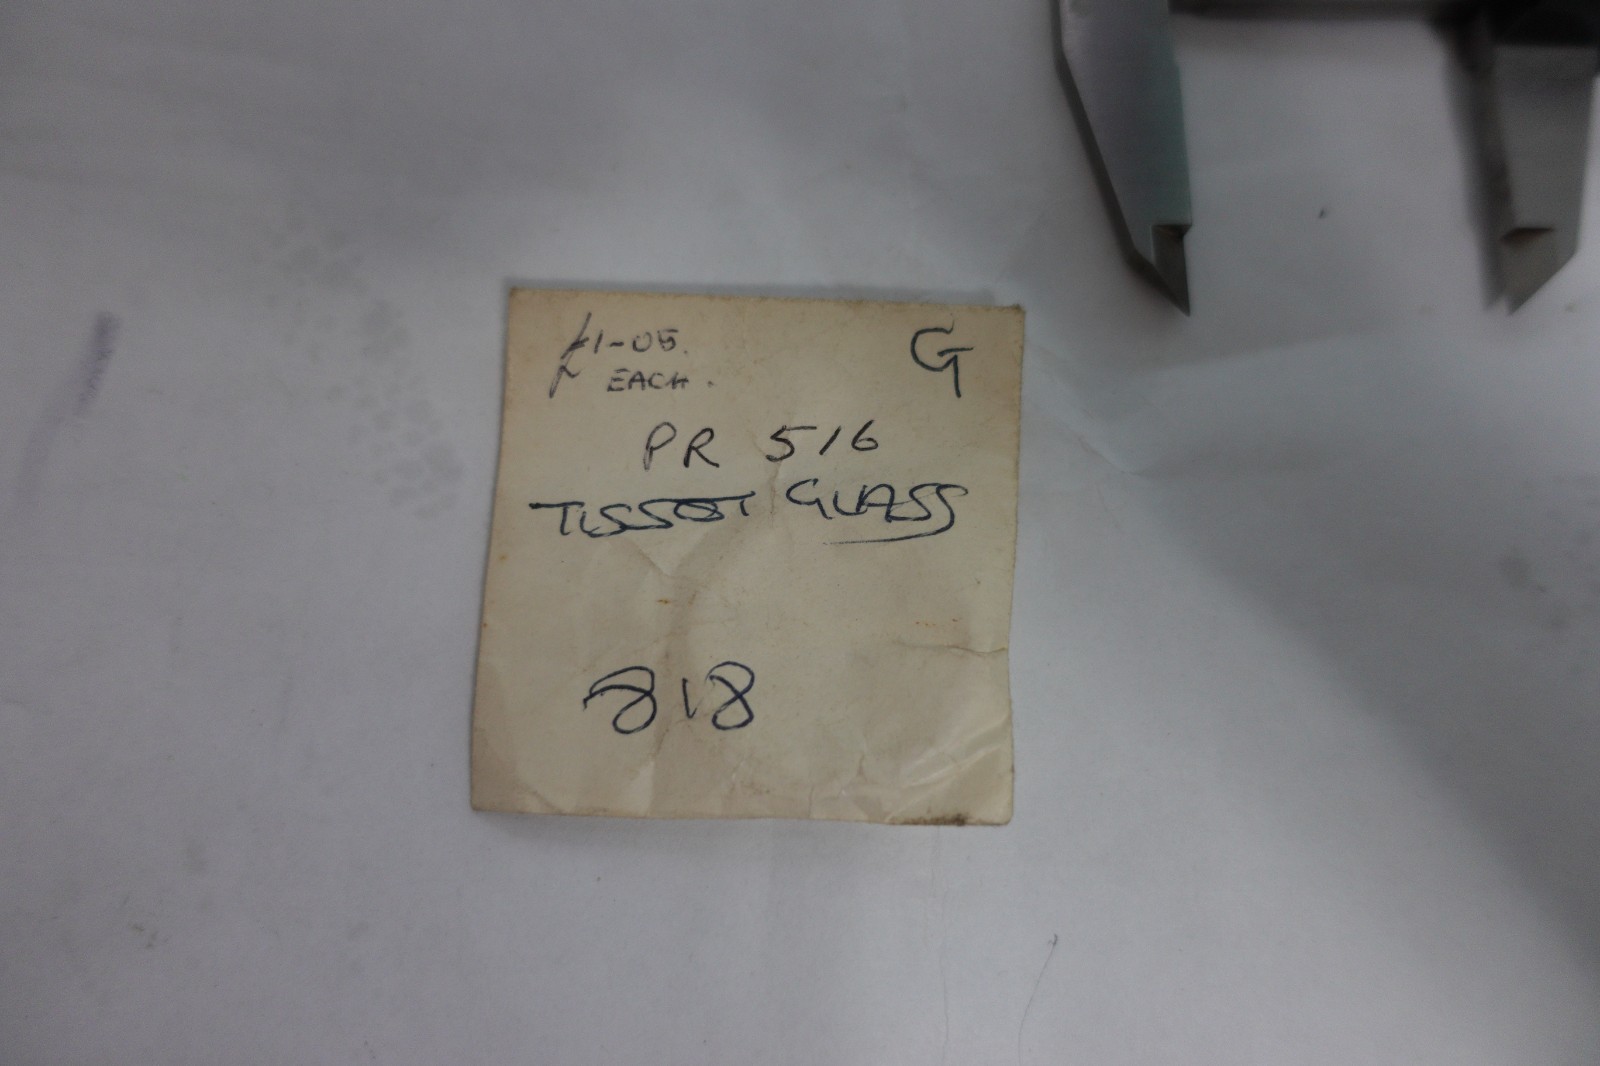 £1-05. G
EACH.
PR 516
TISSOT GLASS
818